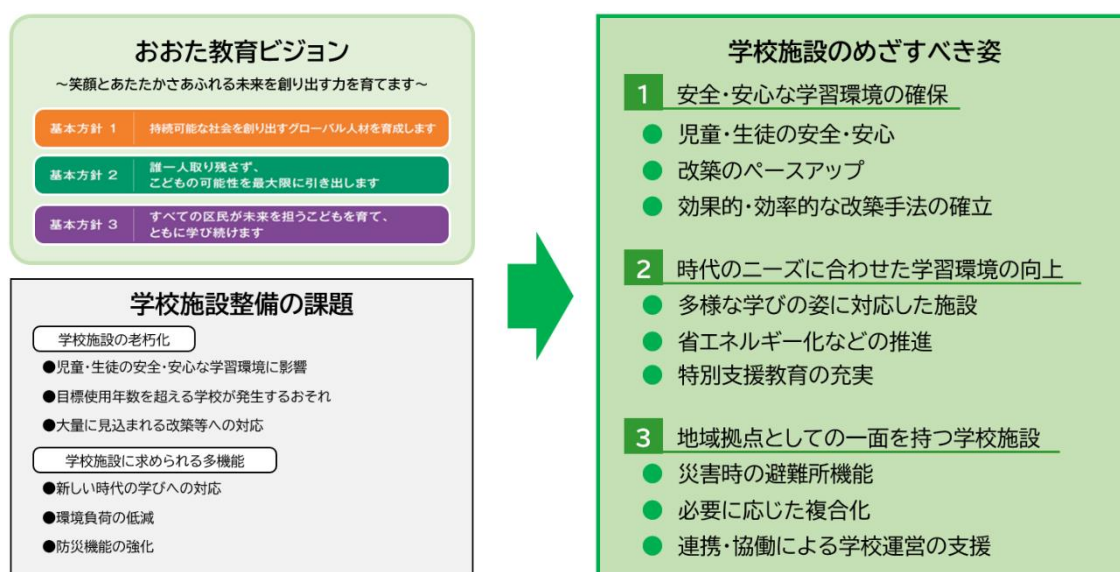 おおた教育ビジョン
～笑顔とあたたかさあふれる未来を創り出す力を育てます～
基本方針 1 持続可能な社会を創り出すグローバル人材を育成します
基本方針 2 誰一人取り残さず、
こどもの可能性を最大限に引き出します
基本方針 3 すべての区民が未来を担うこどもを育て、
ともに学び続けます
学校施設整備の課題
学校施設の老朽化
●児童・生徒の安全・安心な学習環境に影響
●目標使用年数を超える学校が発生するおそれ
●大量に見込まれる改築等への対応
学校施設に求められる多機能
●新しい時代の学びへの対応
●環境負荷の低減
●防災機能の強化
学校施設のめざすべき姿
1 安全・安心な学習環境の確保
● 児童・生徒の安全・安心
● 改築のペースアップ
● 効果的・効率的な改築手法の確立
2 時代のニーズに合わせた学習環境の向上
● 多様な学びの姿に対応した施設
● 省エネルギー化などの推進
● 特別支援教育の充実
3 地域拠点としての一面を持つ学校施設
● 災害時の避難所機能
● 必要に応じた複合化
● 連携・協働による学校運営の支援